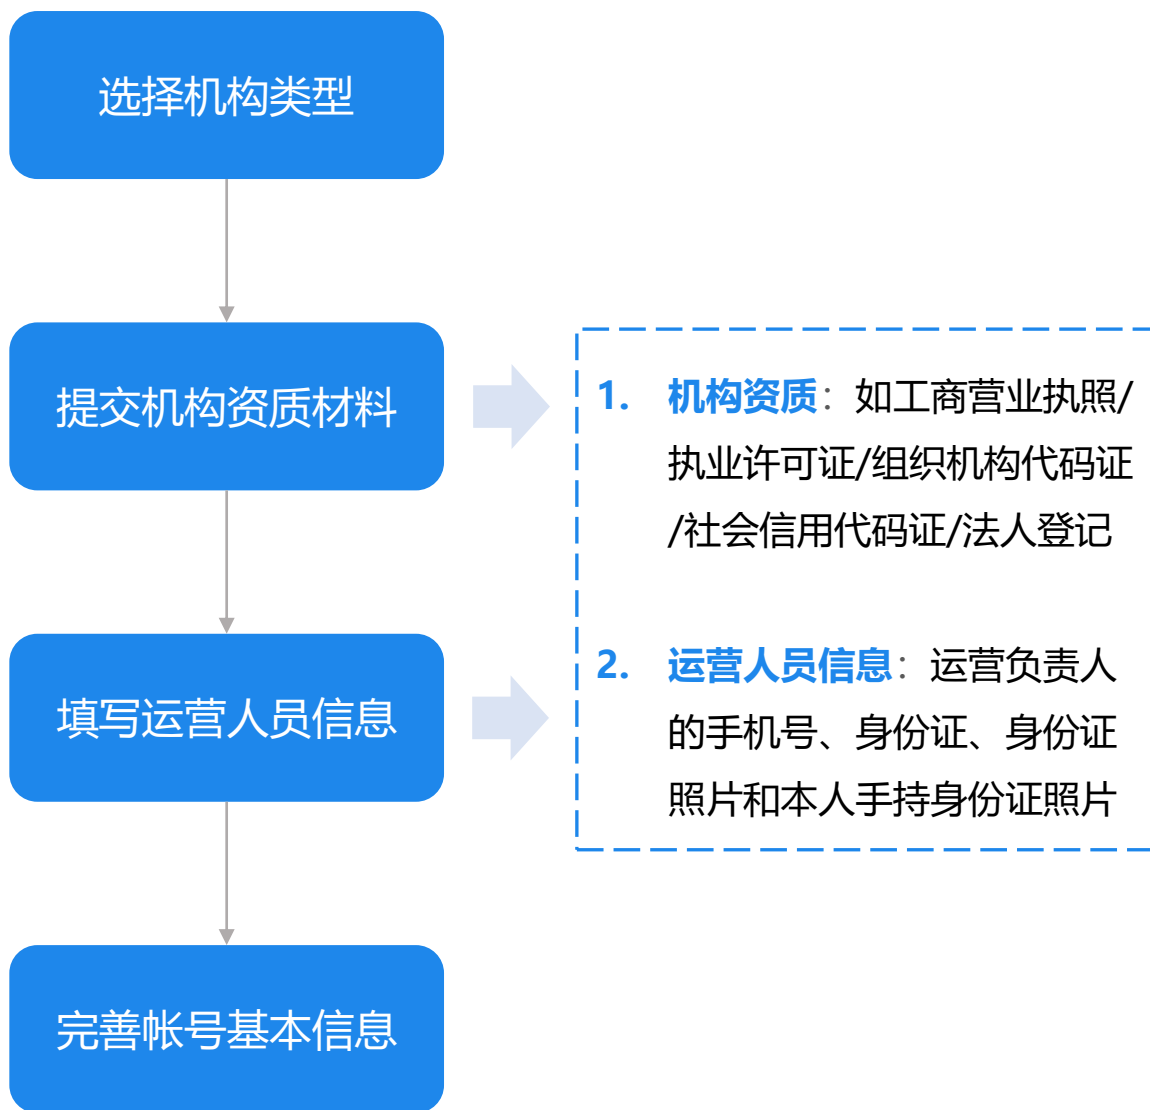 选择机构类型
提交机构资质材料
1. 机构资质：如工商营业执照/
执业许可证/组织机构代码证
/社会信用代码证/法人登记
填写运营人员信息
2. 运营人员信息：运营负责人
的手机号、身份证、身份证
照片和本人手持身份证照片
完善帐号基本信息